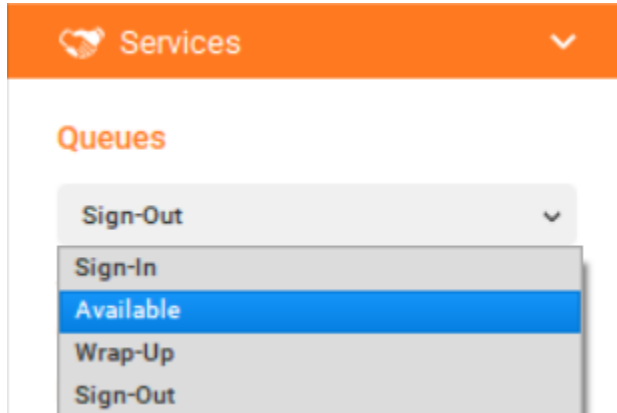 Services
Queues
Sign-Out
Sign-In
Available
Wrap-Up
Sign-Out